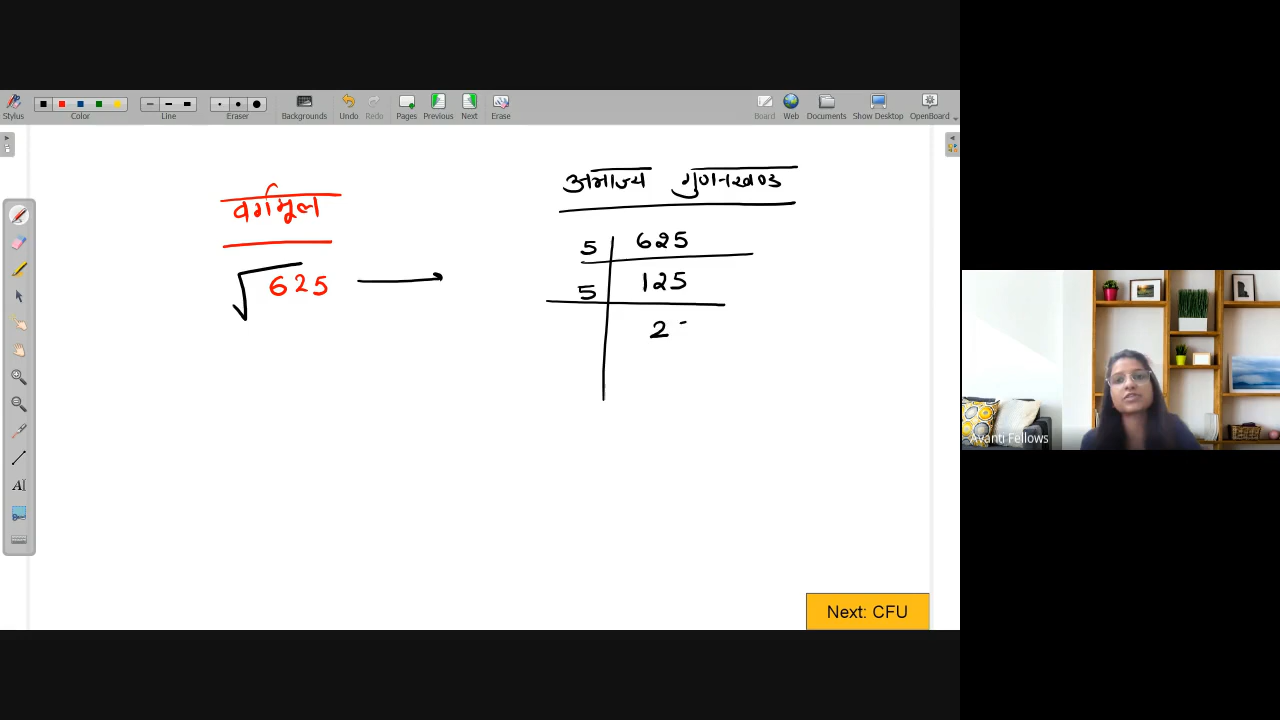 Stylus
Color
Line
Eraser
Backgrounds
Undo
Redo
Pages
Previous
Next
Erase
Board
Web
Documents
Show Desktop
OpenBoard
वर्गमूल
√625
अभाज्य गुणनखण्ड
5 625
5 125
2
Next: CFU
Avanti Fellows